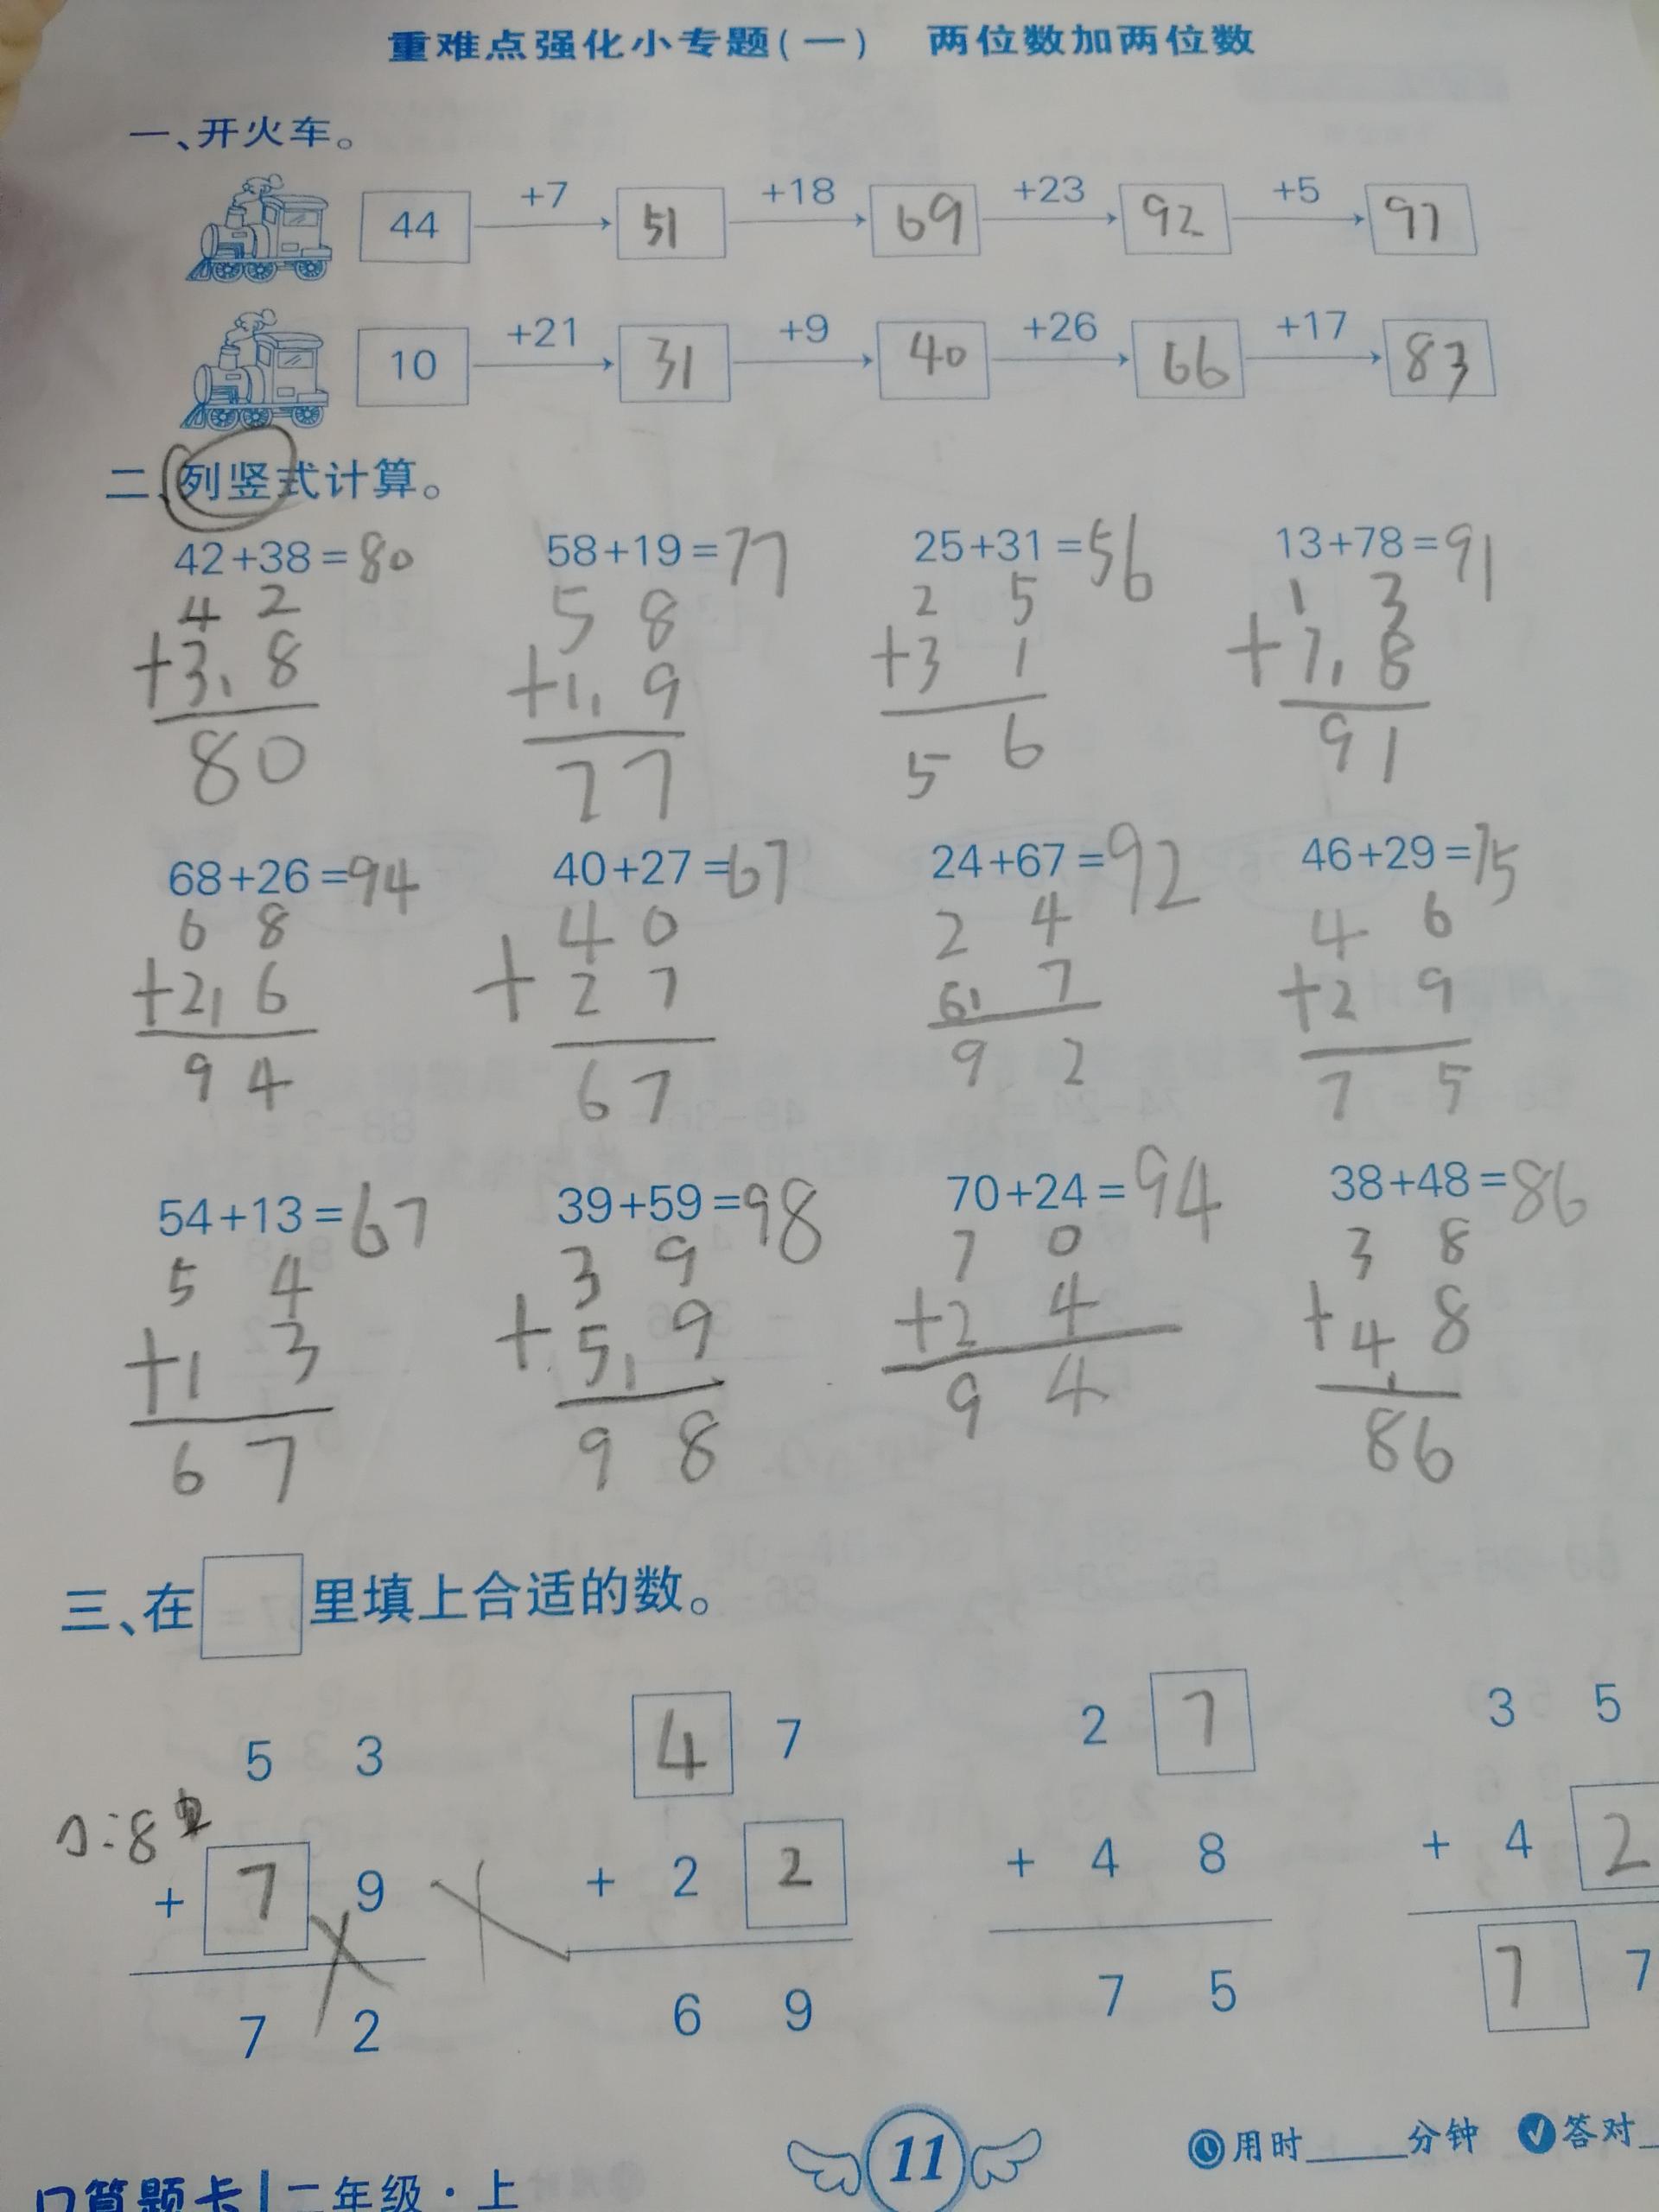 重难点强化小专题(一) 两位数加两位数
一、开火车。
+7 +18 +23 +5
44 51 69 92 97
+21 +9 +26 +17
10 31 40 66 83
二、列竖式计算。
42+38=80 58+19=77 25+31=56 13+78=91
4 2 5 8 2 5 1 3
+3 1 8 +1 1 9 +3 1 +7 1 8
80 77 5 6 91
68+26=94 40+27=67 24+67=92 46+29=75
6 8 4 0 2 4 4 6
+2 1 6 + 2 7 6 1 7 +2 9
9 4 67 9 2 7 5
54+13=67 39+59=98 70+24=94 38+48=86
5 4 3 9 7 0 3 8
+1 3 +5 1 9 +2 4 +4 1 8
6 7 9 8 9 4 86
三、在□里填上合适的数。
5 3 4 7 2 7 3 5
+ 7 9 + 2 2 + 4 8 + 4 2
7 2 6 9 7 5 7 7
11 用时 分钟 答对
口算题卡 二年级·上